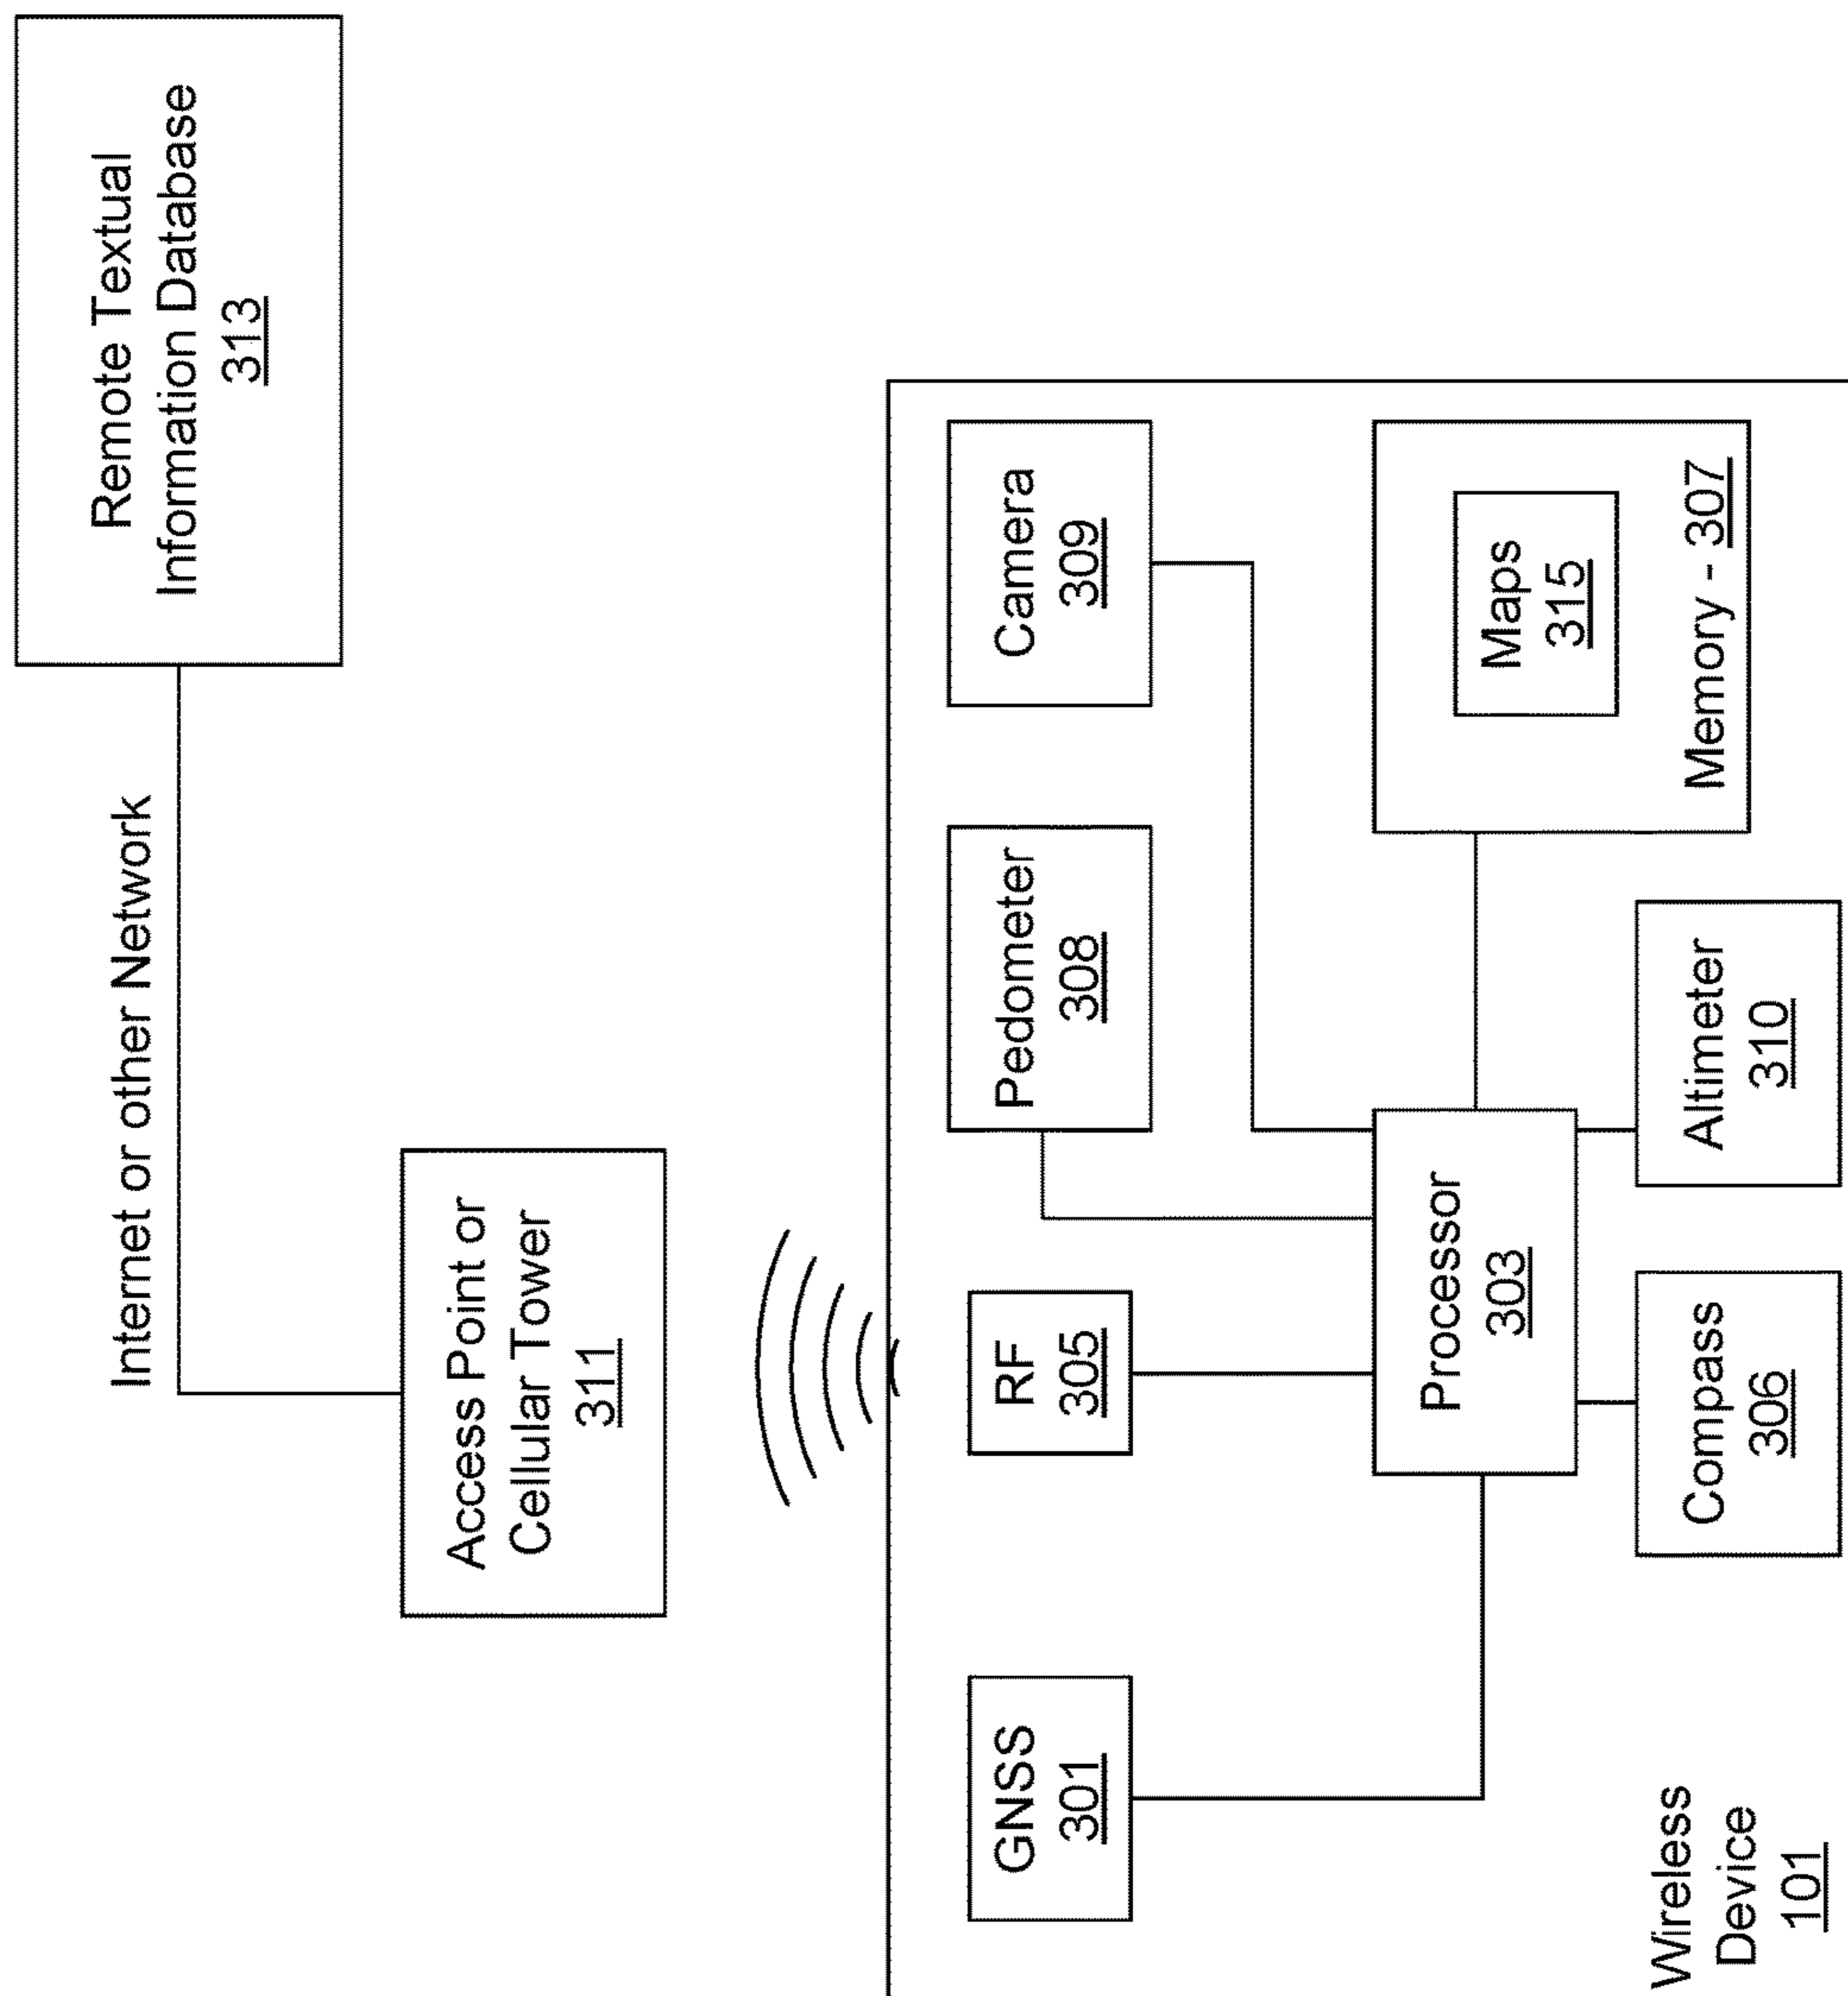 Remote Textual
Information Database
313
Internet or other Network
Access Point or
Cellular Tower
311
GNSS
301
RF
305
Pedometer
308
Camera
309
Processor
303
Maps
315
Memory - 307
Compass
306
Altimeter
310
Wireless
Device
101